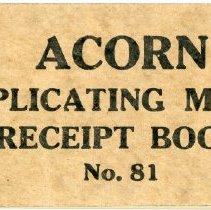 ACORN
PLICATING M
RECEIPT BOO
No. 81